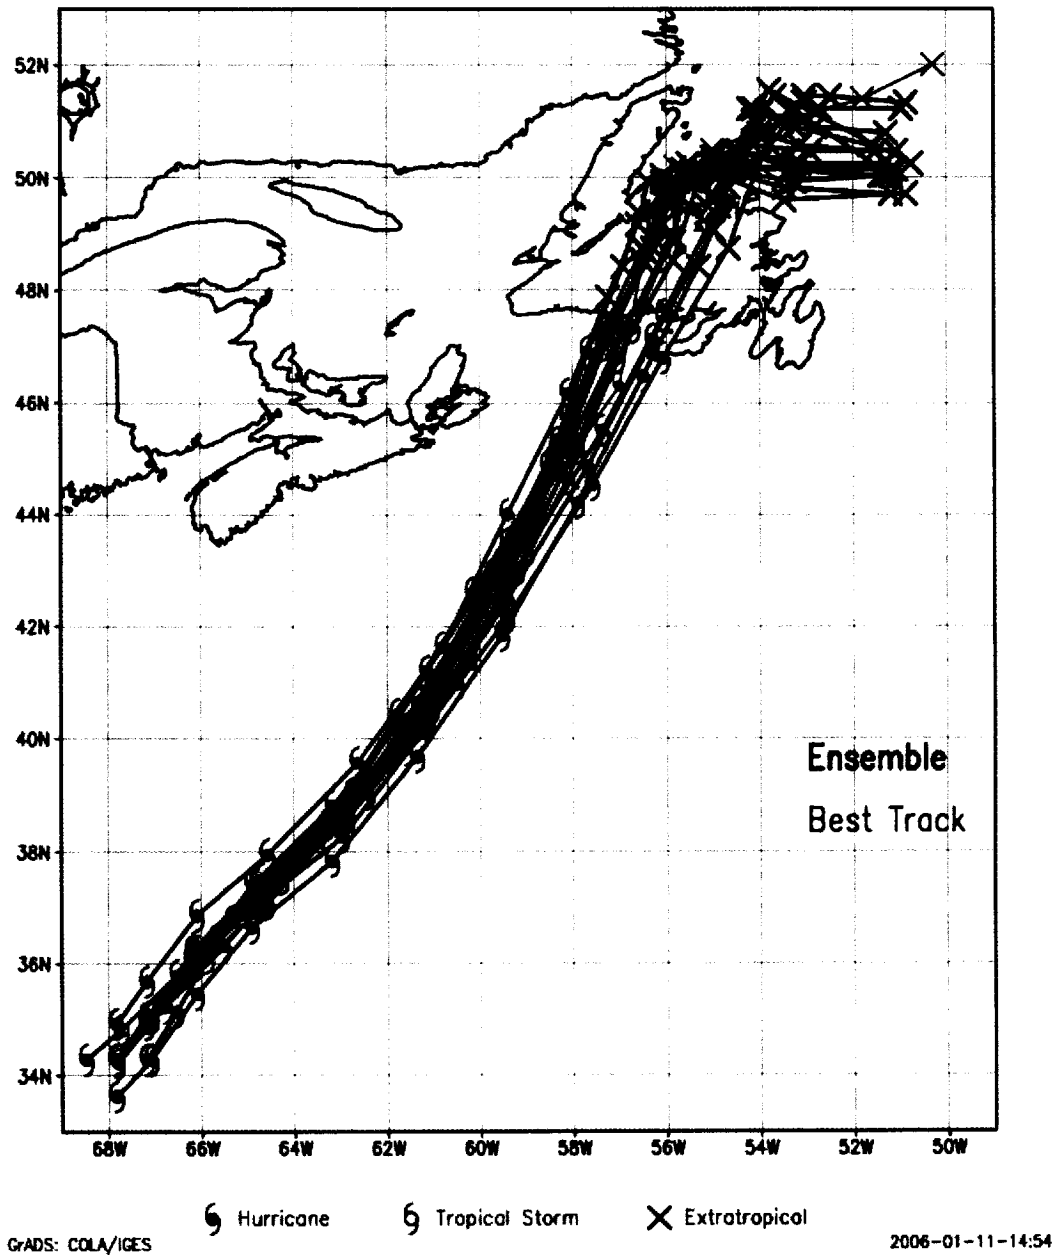 52N
50N
48N
46N
44N
42N
40N
38N
36N
34N
Ensemble
Best Track
68W 66W 64W 62W 60W 58W 56W 54W 52W 50W
Hurricane Tropical Storm Extratropical
GrADS: COLA/IGES 2006-01-11-14:54